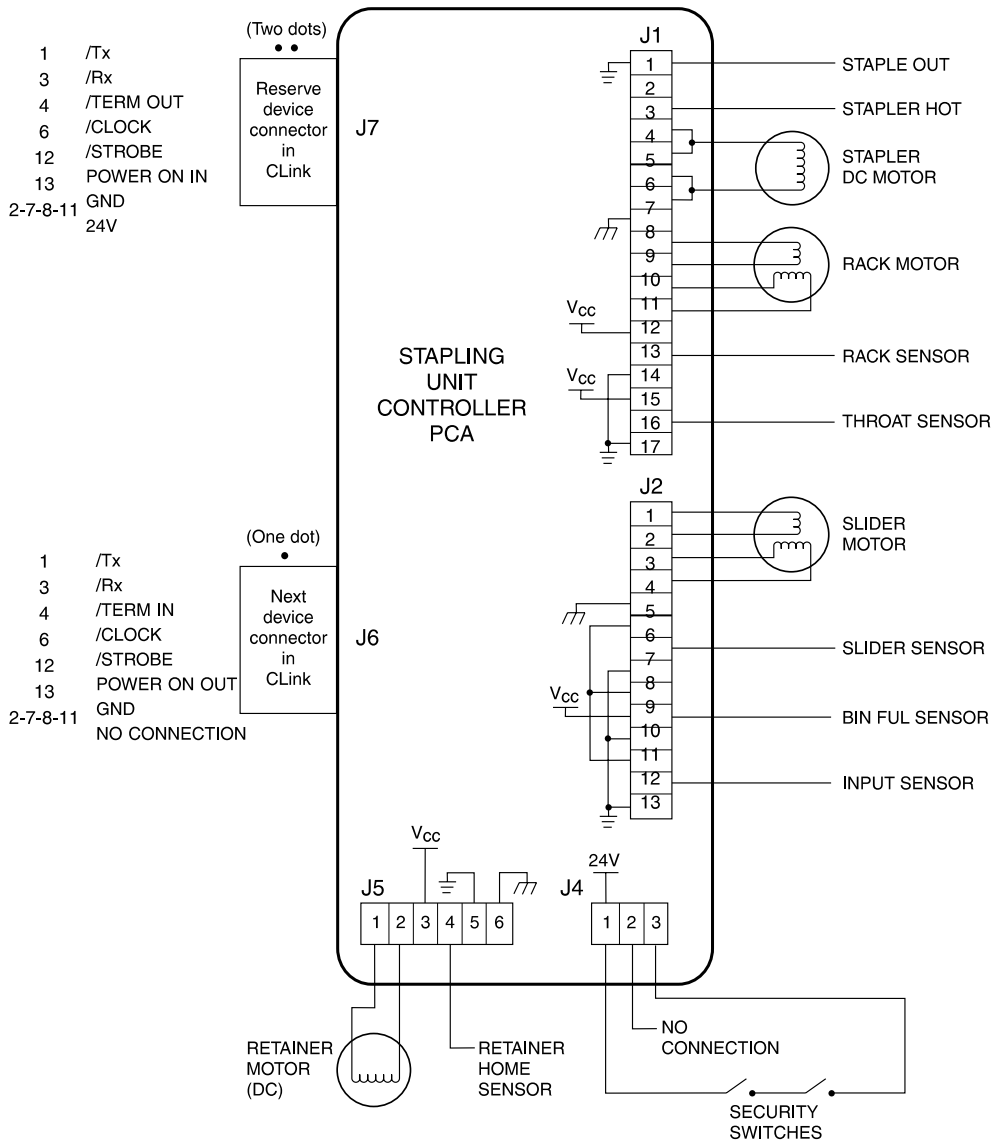 (Two dots)
1 /Tx
3 /Rx
4 /TERM OUT
6 /CLOCK
12 /STROBE
13 POWER ON IN
2-7-8-11 GND
24V
Reserve
device
connector
in
CLink
J7
STAPLING
UNIT
CONTROLLER
PCA
J1
1
2
3
4
5
6
7
8
9
10
11
12
13
14
15
16
17
VCC
VCC
STAPLE OUT
STAPLER HOT
STAPLER
DC MOTOR
RACK MOTOR
RACK SENSOR
THROAT SENSOR
(One dot)
1 /Tx
3 /Rx
4 /TERM IN
6 /CLOCK
12 /STROBE
13 POWER ON OUT
2-7-8-11 GND
NO CONNECTION
Next
device
connector
in
CLink
J6
J2
1
2
3
4
5
6
7
8
9
10
11
12
13
VCC
SLIDER
MOTOR
SLIDER SENSOR
BIN FUL SENSOR
INPUT SENSOR
VCC
J5
1 2 3 4 5 6
24V
J4
1 2 3
RETAINER
MOTOR
(DC)
RETAINER
HOME
SENSOR
NO
CONNECTION
SECURITY
SWITCHES